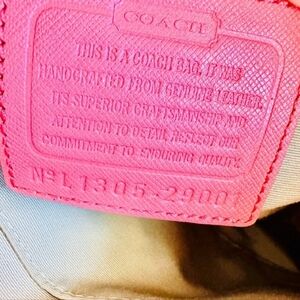 COACH
THIS IS A COACH BAG. IT WAS
HANDCRAFTED FROM GENUINE LEATHER.
ITS SUPERIOR CRAFTSMANSHIP AND
ATTENTION TO DETAIL REFLECT OUR
COMMITMENT TO ENDURING QUALITY.
Nº L1305-29001